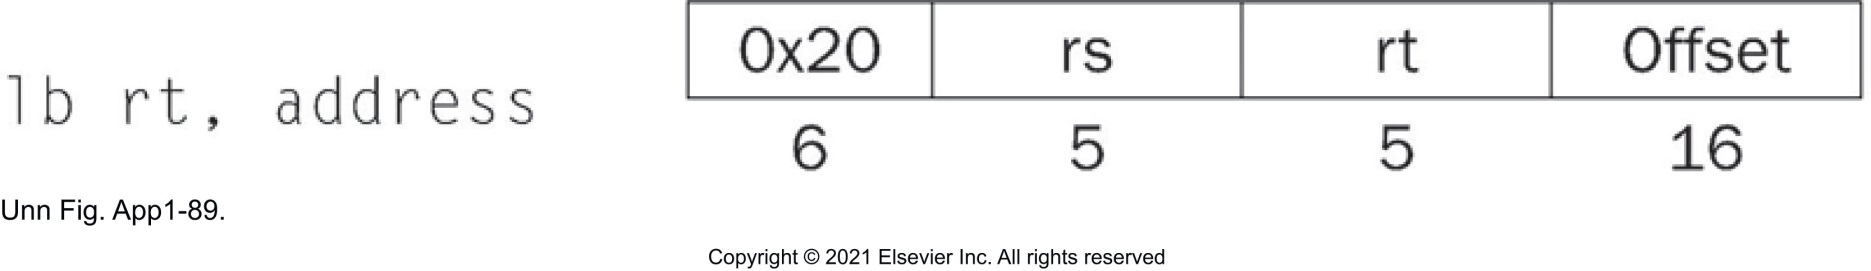 0x20 rs rt Offset
lb rt, address
6 5 5 16
Unn Fig. App1-89.
Copyright © 2021 Elsevier Inc. All rights reserved